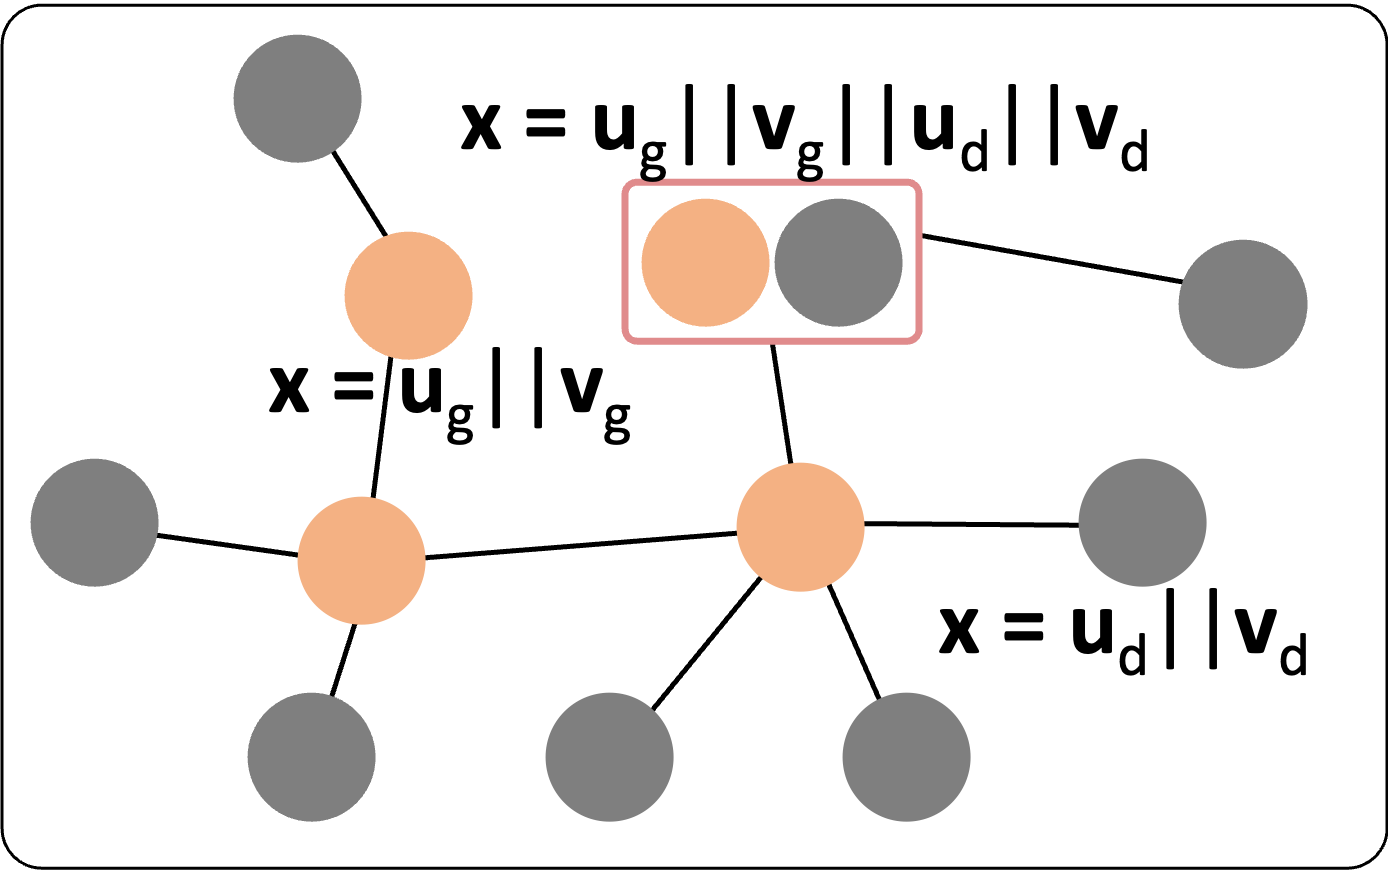 x = u_g||v_g||u_d||v_d
x = u_g||v_g
x = u_d||v_d